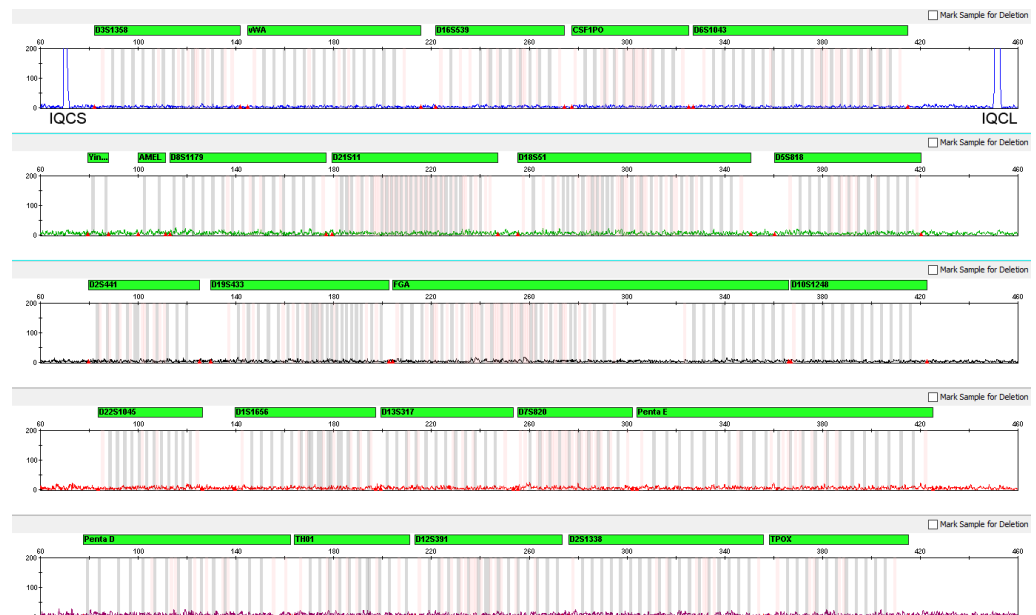 Mark Sample for Deletion
D3S1358 vWA D16S539 CSF1PO D6S1043
60 100 140 180 220 260 300 340 380 420 460
200
100
0
IQCS IQCL
Mark Sample for Deletion
Yin... AMEL D8S1179 D21S11 D18S51 D5S818
60 100 140 180 220 260 300 340 380 420 460
200
100
0
Mark Sample for Deletion
D2S441 D19S433 FGA D10S1248
60 100 140 180 220 260 300 340 380 420 460
200
100
0
Mark Sample for Deletion
D22S1045 D1S1656 D13S317 D7S820 Penta E
60 100 140 180 220 260 300 340 380 420 460
200
100
0
Mark Sample for Deletion
Penta D TH01 D12S391 D2S1338 TPOX
60 100 140 180 220 260 300 340 380 420 460
200
100